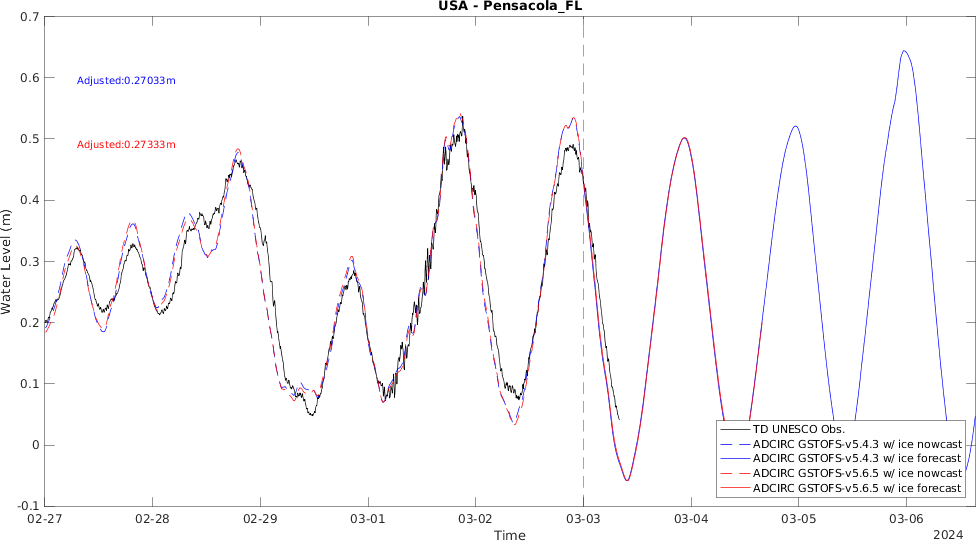 USA - Pensacola_FL
0.7
0.6
0.5
0.4
0.3
0.2
0.1
0
-0.1
Water Level (m)
Adjusted:0.27033m
Adjusted:0.27333m
TD UNESCO Obs.
ADCIRC GSTOFS-v5.4.3 w/ ice nowcast
ADCIRC GSTOFS-v5.4.3 w/ ice forecast
ADCIRC GSTOFS-v5.6.5 w/ ice nowcast
ADCIRC GSTOFS-v5.6.5 w/ ice forecast
02-27 02-28 02-29 03-01 03-02 03-03 03-04 03-05 03-06
2024
Time